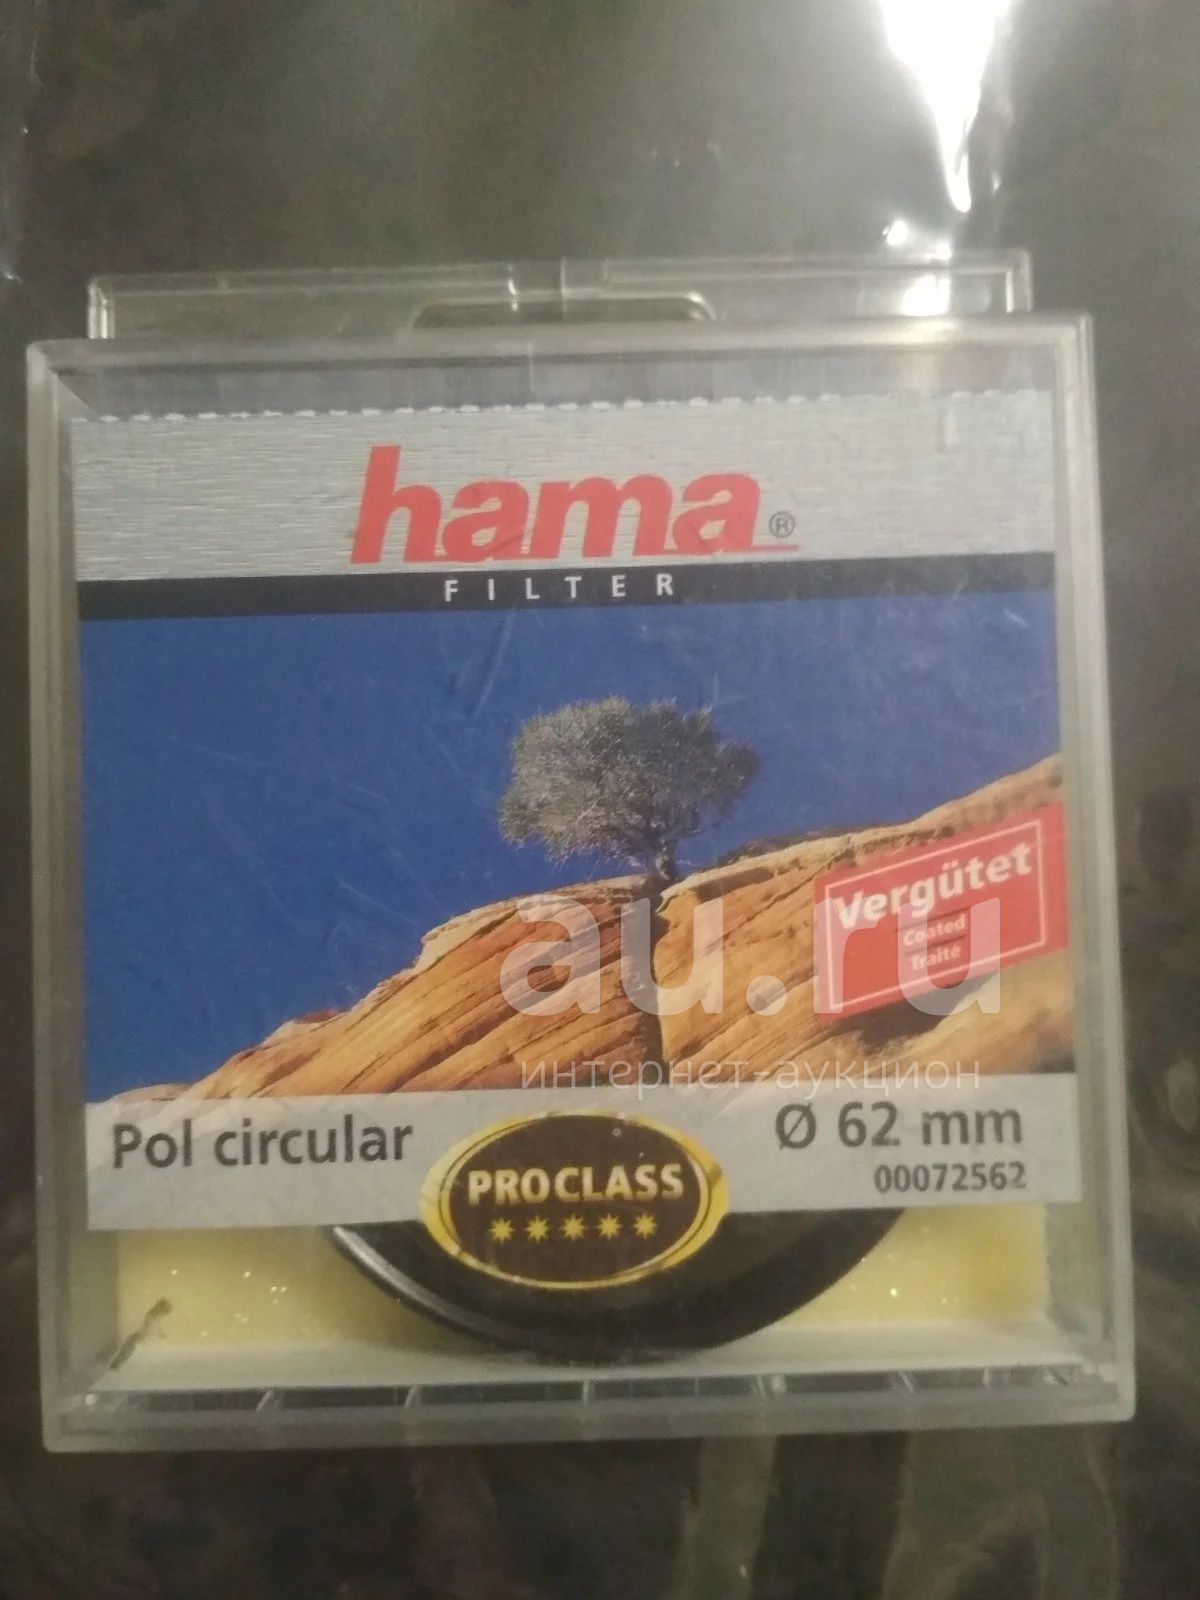 hama®
FILTER
Vergütet
Coated
Traité
au.ru
интернет-аукцион
Pol circular
Ø 62 mm
00072562
PROCLASS